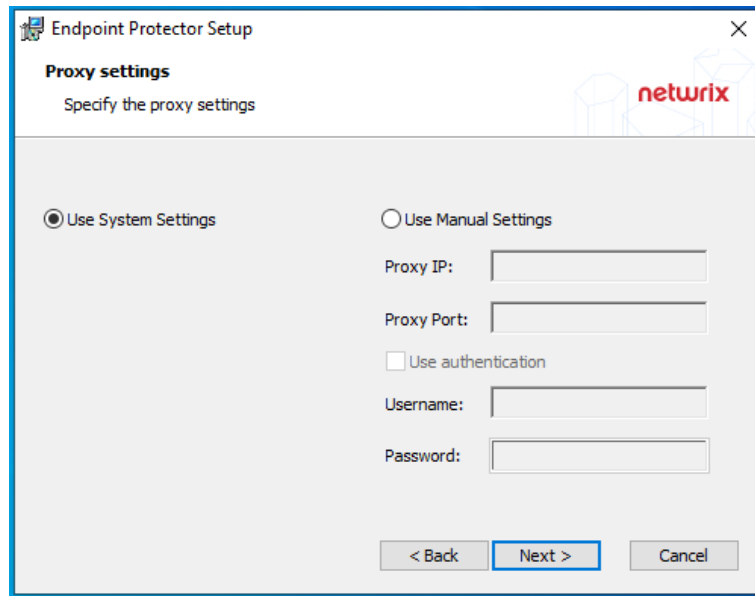 Endpoint Protector Setup
Proxy settings
Specify the proxy settings
netwrix
Use System Settings
Use Manual Settings
Proxy IP:
Proxy Port:
Use authentication
Username:
Password:
< Back
Next >
Cancel